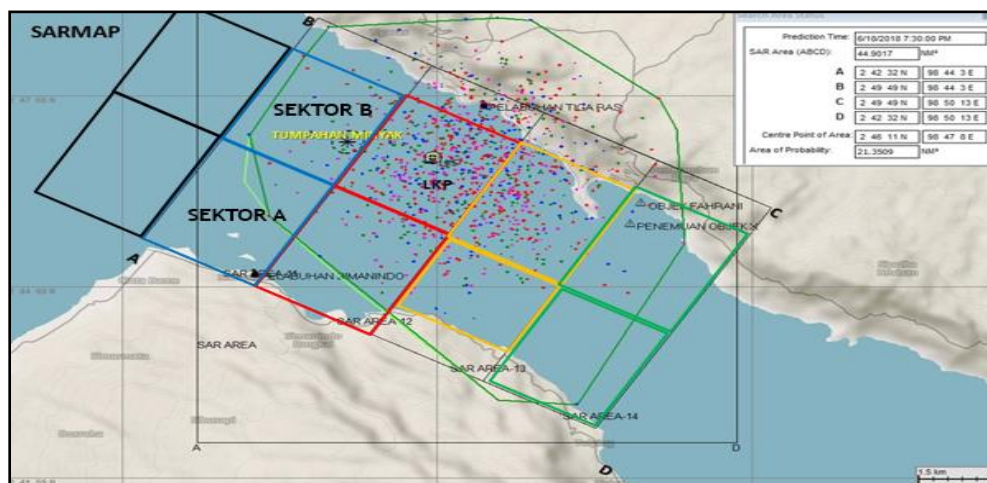 SARMAP
B
Search Area Status
Prediction Time: 6/18/2018 7:30:00 PM
SAR Area (ABCD): 44.9017 NM²
A 2 42 32 N 98 44 3 E
B 2 49 49 N 98 44 3 E
C 2 49 49 N 98 50 13 E
D 2 42 32 N 98 50 13 E
Centre Point of Area: 2 46 11 N 98 47 8 E
Area of Probability: 21.3509 NM²
SEKTOR B
PELABUHAN TIGA RAS
TUMPAHAN MINYAK
LKP
SEKTOR A
OBJEK FAHRANI
C
PENEMUAN OBJEK X
A
PELABUHAN SIMANINDO
SAR AREA-12
SAR AREA
SAR AREA-13
SAR AREA-14
A
D
D
1.5 km